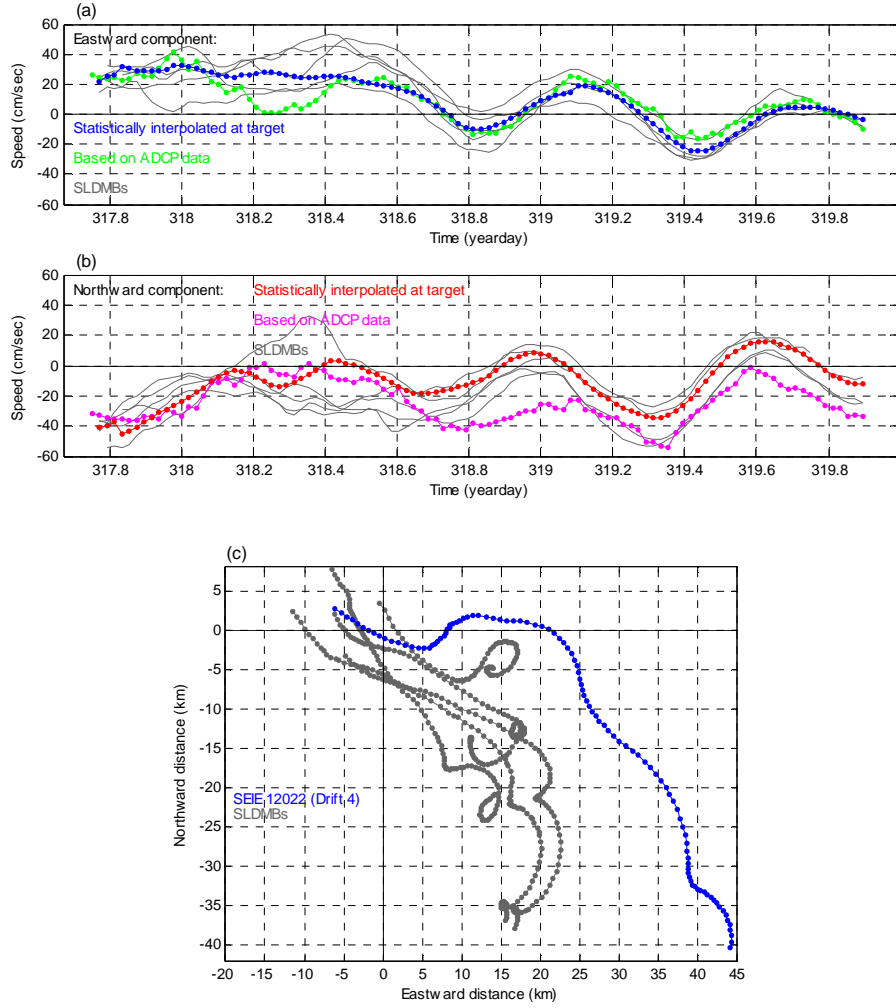 (a)
60
40
20
0
-20
-40
-60
Speed (cm/sec)
Eastward component:
Statistically interpolated at target
Based on ADCP data
SLDMBs
317.8 318 318.2 318.4 318.6 318.8 319 319.2 319.4 319.6 319.8
Time (yearday)
(b)
60
40
20
0
-20
-40
-60
Speed (cm/sec)
Northward component: Statistically interpolated at target
Based on ADCP data
SLDMBs
317.8 318 318.2 318.4 318.6 318.8 319 319.2 319.4 319.6 319.8
Time (yearday)
(c)
5
0
-5
-10
-15
-20
-25
-30
-35
-40
Northward distance (km)
SEIE 12022 (Drift 4)
SLDMBs
-20 -15 -10 -5 0 5 10 15 20 25 30 35 40 45
Eastward distance (km)